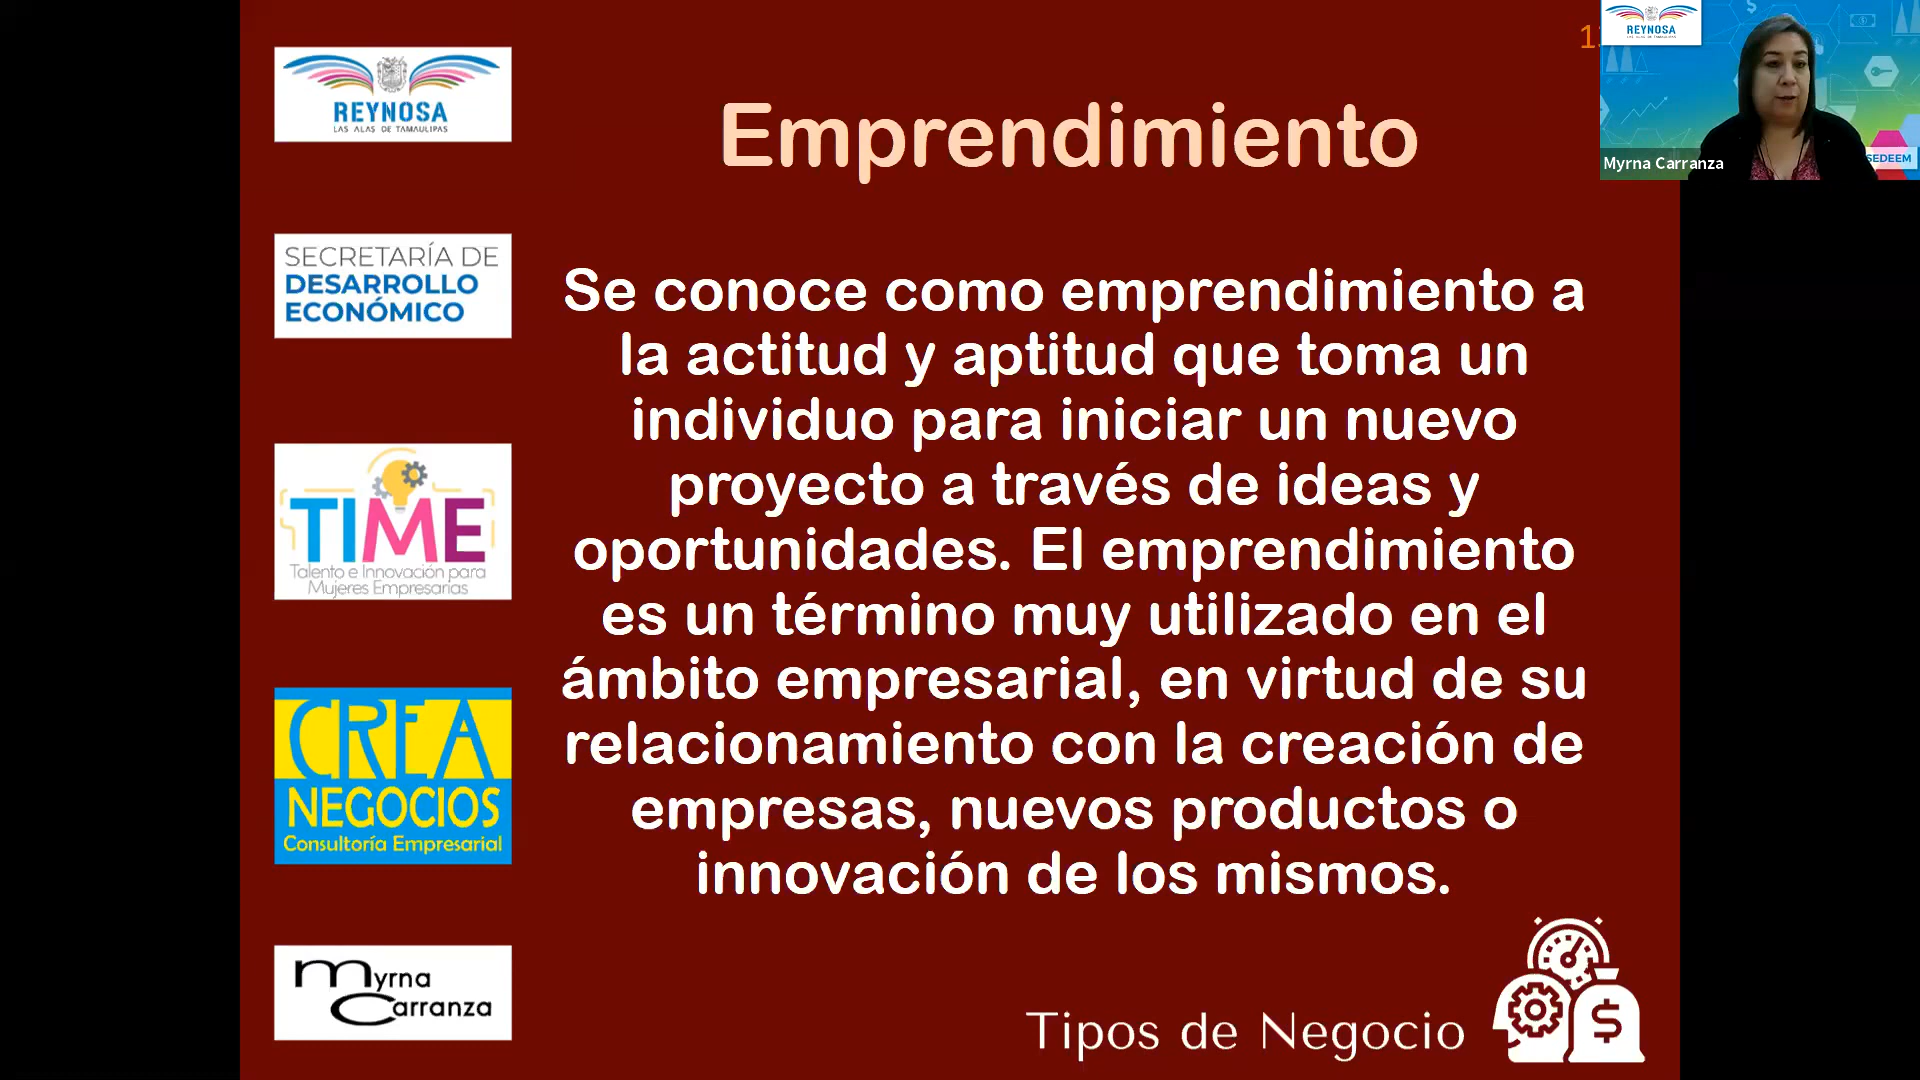 REYNOSA
LAS ALAS DE TAMAULIPAS
SECRETARÍA DE
DESARROLLO
ECONÓMICO
TIME
Talento e Innovación para
Mujeres Empresarias
CREA
NEGOCIOS
Consultoría Empresarial
Myrna
Carranza
Emprendimiento
Se conoce como emprendimiento a
la actitud y aptitud que toma un
individuo para iniciar un nuevo
proyecto a través de ideas y
oportunidades. El emprendimiento
es un término muy utilizado en el
ámbito empresarial, en virtud de su
relacionamiento con la creación de
empresas, nuevos productos o
innovación de los mismos.
Tipos de Negocio
$
REYNOSA
LAS ALAS DE TAMAULIPAS
$
SEDEEM
Myrna Carranza